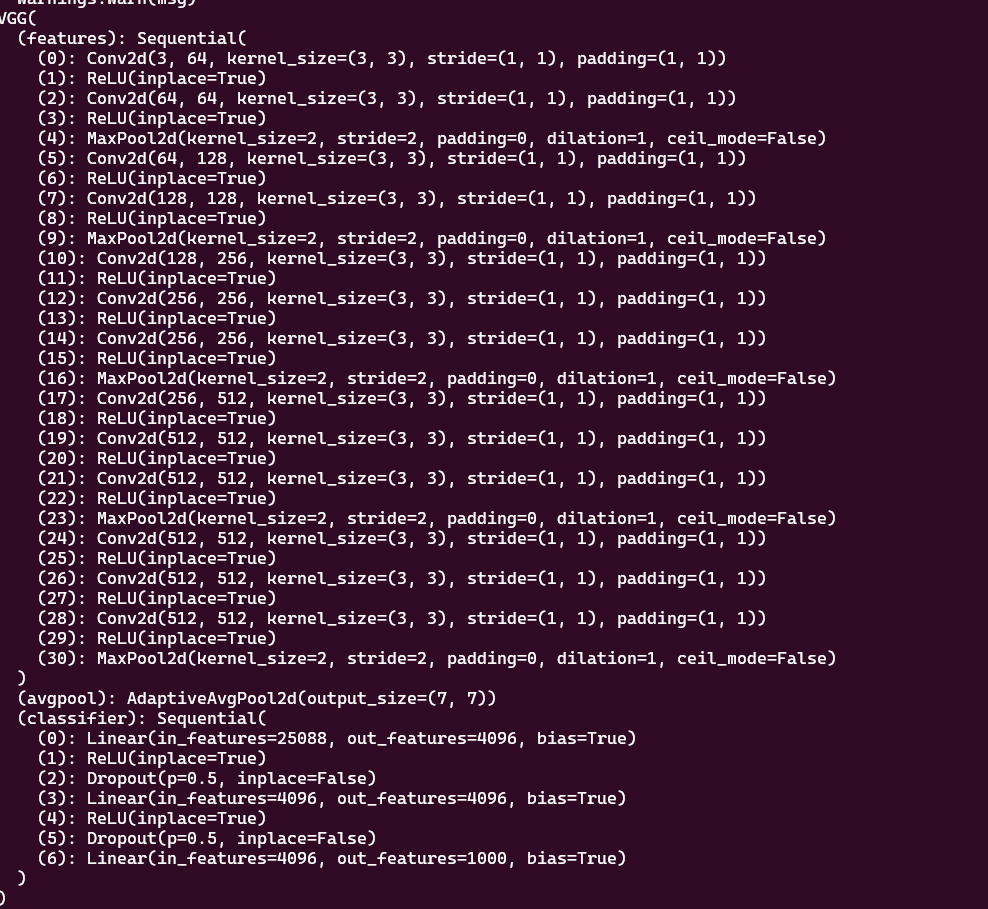 warnings.warn(msg)
VGG(
  (features): Sequential(
    (0): Conv2d(3, 64, kernel_size=(3, 3), stride=(1, 1), padding=(1, 1))
    (1): ReLU(inplace=True)
    (2): Conv2d(64, 64, kernel_size=(3, 3), stride=(1, 1), padding=(1, 1))
    (3): ReLU(inplace=True)
    (4): MaxPool2d(kernel_size=2, stride=2, padding=0, dilation=1, ceil_mode=False)
    (5): Conv2d(64, 128, kernel_size=(3, 3), stride=(1, 1), padding=(1, 1))
    (6): ReLU(inplace=True)
    (7): Conv2d(128, 128, kernel_size=(3, 3), stride=(1, 1), padding=(1, 1))
    (8): ReLU(inplace=True)
    (9): MaxPool2d(kernel_size=2, stride=2, padding=0, dilation=1, ceil_mode=False)
    (10): Conv2d(128, 256, kernel_size=(3, 3), stride=(1, 1), padding=(1, 1))
    (11): ReLU(inplace=True)
    (12): Conv2d(256, 256, kernel_size=(3, 3), stride=(1, 1), padding=(1, 1))
    (13): ReLU(inplace=True)
    (14): Conv2d(256, 256, kernel_size=(3, 3), stride=(1, 1), padding=(1, 1))
    (15): ReLU(inplace=True)
    (16): MaxPool2d(kernel_size=2, stride=2, padding=0, dilation=1, ceil_mode=False)
    (17): Conv2d(256, 512, kernel_size=(3, 3), stride=(1, 1), padding=(1, 1))
    (18): ReLU(inplace=True)
    (19): Conv2d(512, 512, kernel_size=(3, 3), stride=(1, 1), padding=(1, 1))
    (20): ReLU(inplace=True)
    (21): Conv2d(512, 512, kernel_size=(3, 3), stride=(1, 1), padding=(1, 1))
    (22): ReLU(inplace=True)
    (23): MaxPool2d(kernel_size=2, stride=2, padding=0, dilation=1, ceil_mode=False)
    (24): Conv2d(512, 512, kernel_size=(3, 3), stride=(1, 1), padding=(1, 1))
    (25): ReLU(inplace=True)
    (26): Conv2d(512, 512, kernel_size=(3, 3), stride=(1, 1), padding=(1, 1))
    (27): ReLU(inplace=True)
    (28): Conv2d(512, 512, kernel_size=(3, 3), stride=(1, 1), padding=(1, 1))
    (29): ReLU(inplace=True)
    (30): MaxPool2d(kernel_size=2, stride=2, padding=0, dilation=1, ceil_mode=False)
  )
  (avgpool): AdaptiveAvgPool2d(output_size=(7, 7))
  (classifier): Sequential(
    (0): Linear(in_features=25088, out_features=4096, bias=True)
    (1): ReLU(inplace=True)
    (2): Dropout(p=0.5, inplace=False)
    (3): Linear(in_features=4096, out_features=4096, bias=True)
    (4): ReLU(inplace=True)
    (5): Dropout(p=0.5, inplace=False)
    (6): Linear(in_features=4096, out_features=1000, bias=True)
  )
)